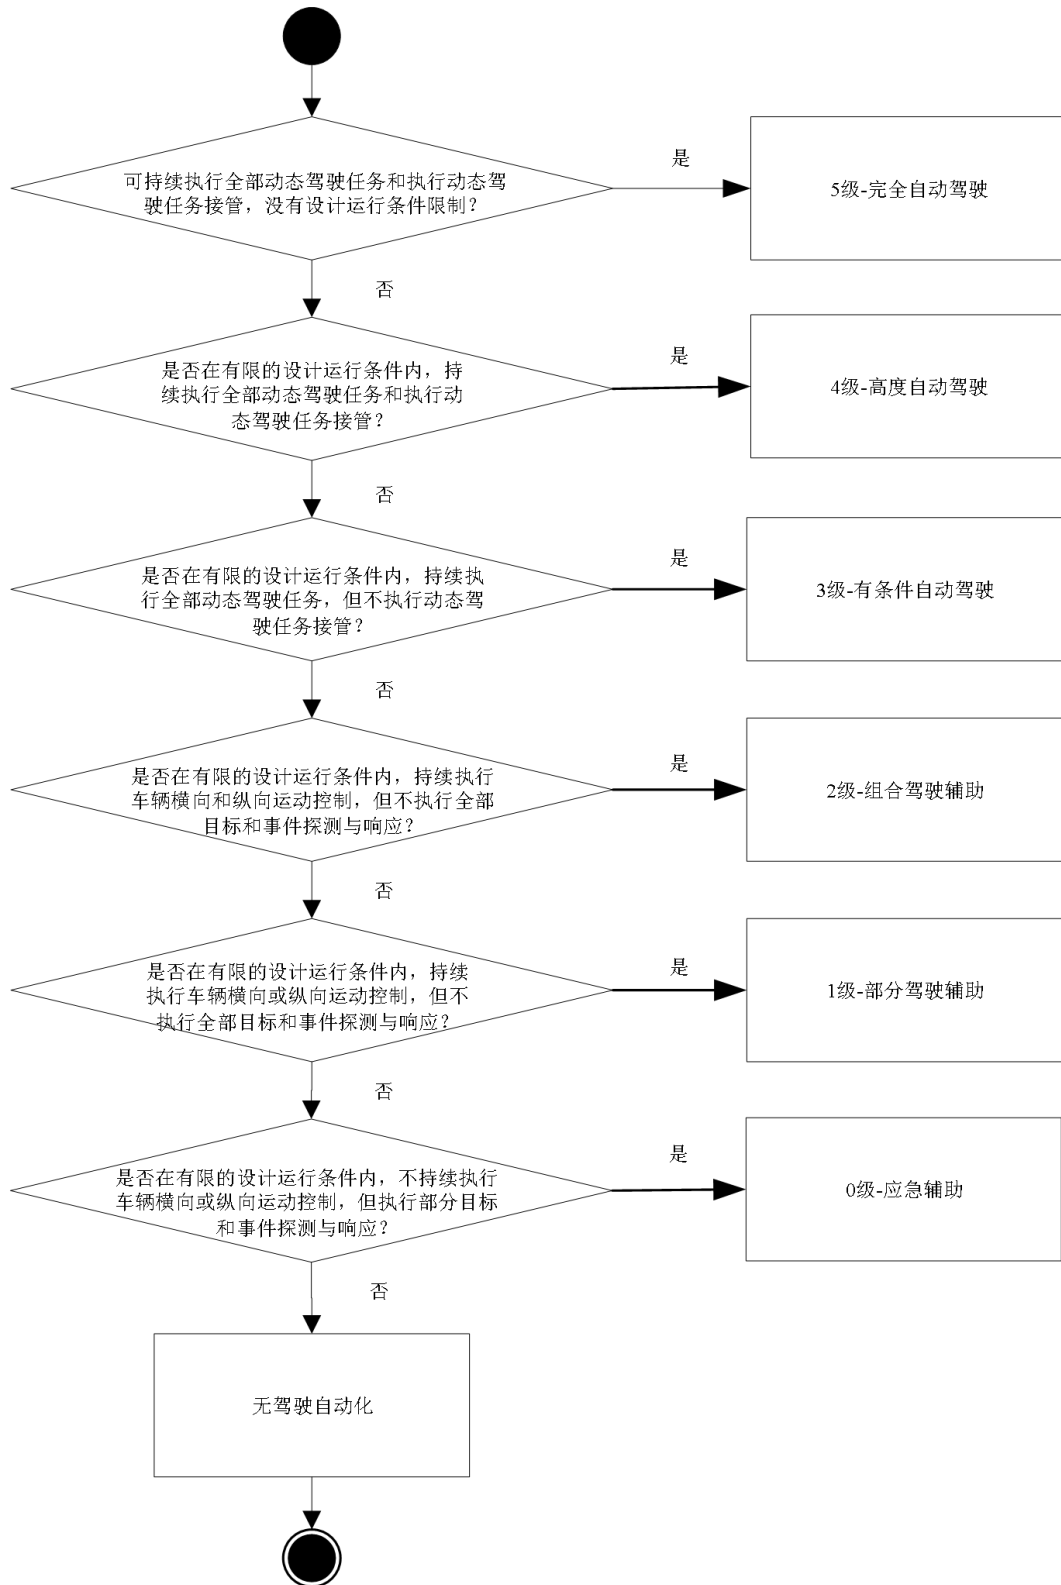 可持续执行全部动态驾驶任务和执行动态驾
驶任务接管，没有设计运行条件限制？
是
5级-完全自动驾驶
否
是否在有限的设计运行条件内，持
续执行全部动态驾驶任务和执行动
态驾驶任务接管？
是
4级-高度自动驾驶
否
是否在有限的设计运行条件内，持续执
行全部动态驾驶任务，但不执行动态驾
驶任务接管？
是
3级-有条件自动驾驶
否
是否在有限的设计运行条件内，持续执行
车辆横向和纵向运动控制，但不执行全部
目标和事件探测与响应？
是
2级-组合驾驶辅助
否
是否在有限的设计运行条件内，持续
执行车辆横向或纵向运动控制，但不
执行全部目标和事件探测与响应？
是
1级-部分驾驶辅助
否
是否在有限的设计运行条件内，不持续执行
车辆横向或纵向运动控制，但执行部分目标
和事件探测与响应？
是
0级-应急辅助
否
无驾驶自动化